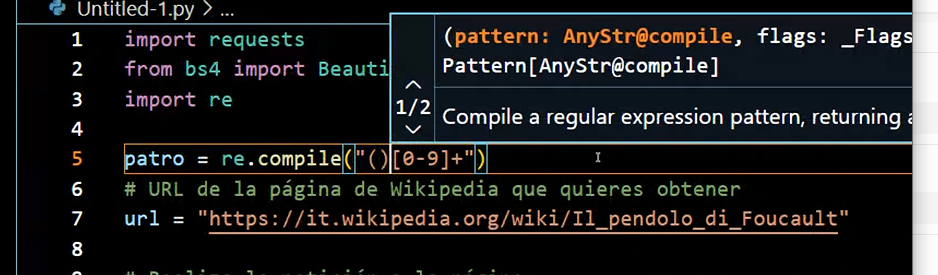 Untitled-1.py > ...
1 import requests
2 from bs4 import Beauti
3 import re
4
5 patro = re.compile("()[0-9]+")
6 # URL de la página de Wikipedia que quieres obtener
7 url = "https://it.wikipedia.org/wiki/Il_pendolo_di_Foucault"
8
(pattern: AnyStr@compile, flags: _Flags
Pattern[AnyStr@compile]
1/2
Compile a regular expression pattern, returning a